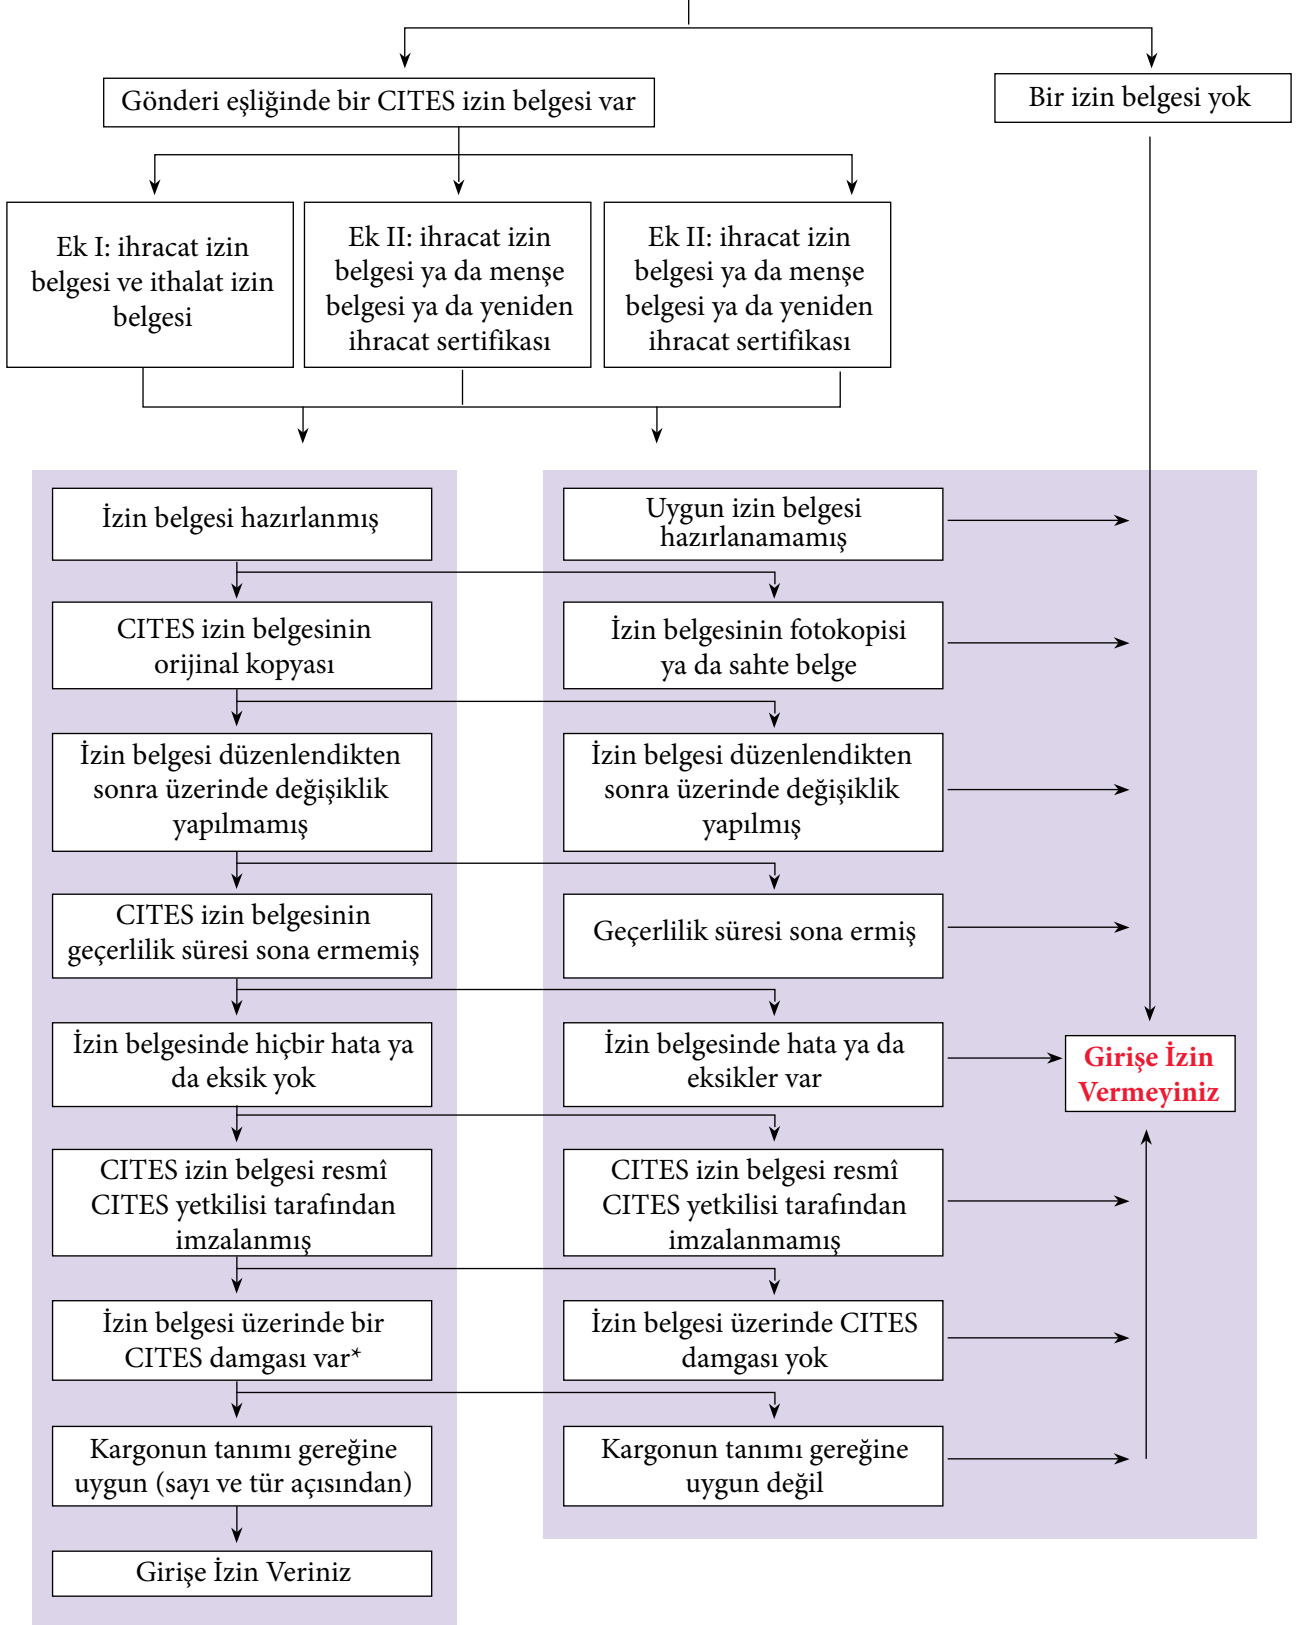 Gönderi eşliğinde bir CITES izin belgesi var
Bir izin belgesi yok
Ek I: ihracat izin
belgesi ve ithalat izin
belgesi
Ek II: ihracat izin
belgesi ya da menşe
belgesi ya da yeniden
ihracat sertifikası
Ek II: ihracat izin
belgesi ya da menşe
belgesi ya da yeniden
ihracat sertifikası
İzin belgesi hazırlanmış
Uygun izin belgesi
hazırlanamamış
CITES izin belgesinin
orijinal kopyası
İzin belgesinin fotokopisi
ya da sahte belge
İzin belgesi düzenlendikten
sonra üzerinde değişiklik
yapılmamış
İzin belgesi düzenlendikten
sonra üzerinde değişiklik
yapılmış
CITES izin belgesinin
geçerlilik süresi sona ermemiş
Geçerlilik süresi sona ermiş
İzin belgesinde hiçbir hata ya
da eksik yok
İzin belgesinde hata ya da
eksikler var
Girişe İzin
Vermeyiniz
CITES izin belgesi resmî
CITES yetkilisi tarafından
imzalanmış
CITES izin belgesi resmî
CITES yetkilisi tarafından
imzalanmamış
İzin belgesi üzerinde bir
CITES damgası var*
İzin belgesi üzerinde CITES
damgası yok
Kargonun tanımı gereğine
uygun (sayı ve tür açısından)
Kargonun tanımı gereğine
uygun değil
Girişe İzin Veriniz